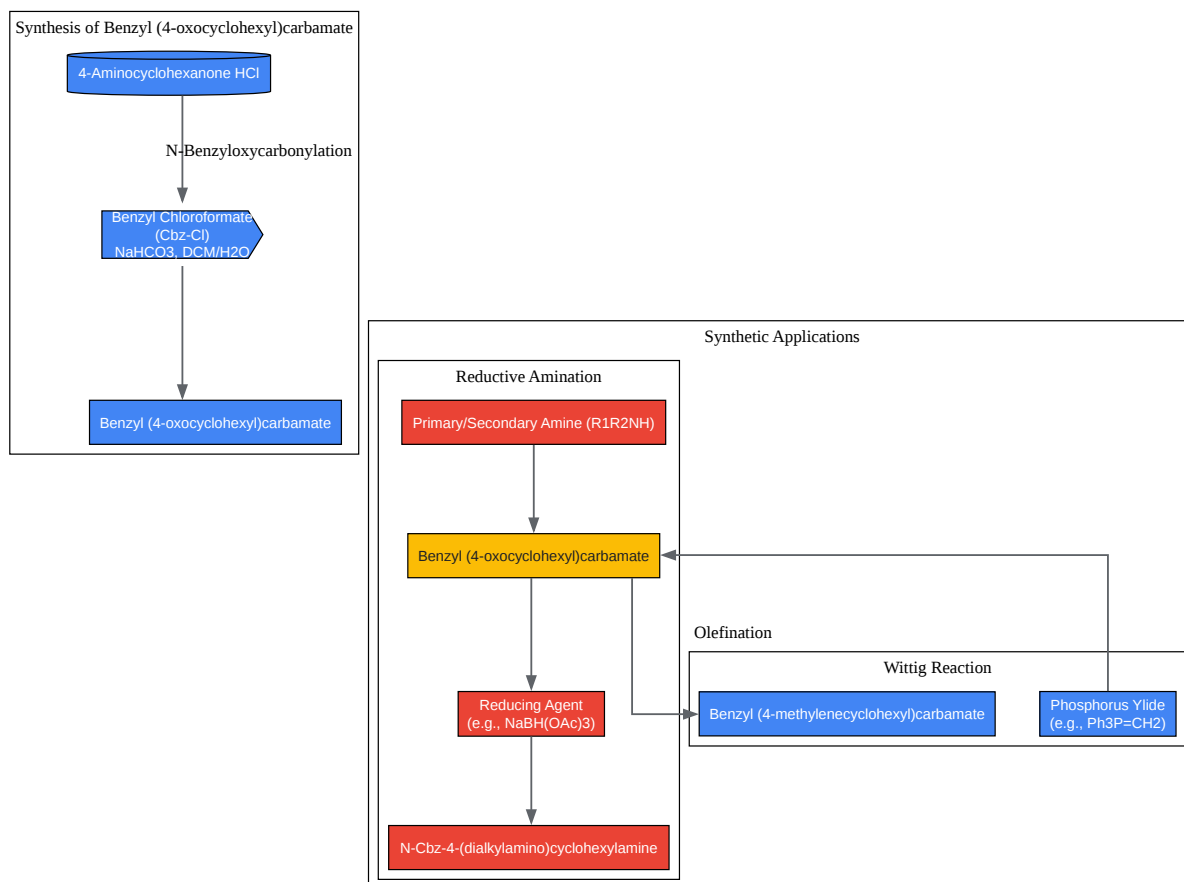 Synthesis of Benzyl (4-oxocyclohexyl)carbamate
4-Aminocyclohexanone HCl
N-Benzyloxycarbonylation
Benzyl Chloroformate
(Cbz-Cl)
NaHCO3, DCM/H2O
Benzyl (4-oxocyclohexyl)carbamate
Synthetic Applications
Reductive Amination
Primary/Secondary Amine (R1R2NH)
Benzyl (4-oxocyclohexyl)carbamate
Reducing Agent
(e.g., NaBH(OAc)3)
N-Cbz-4-(dialkylamino)cyclohexylamine
Olefination
Wittig Reaction
Benzyl (4-methylenecyclohexyl)carbamate
Phosphorus Ylide
(e.g., Ph3P=CH2)